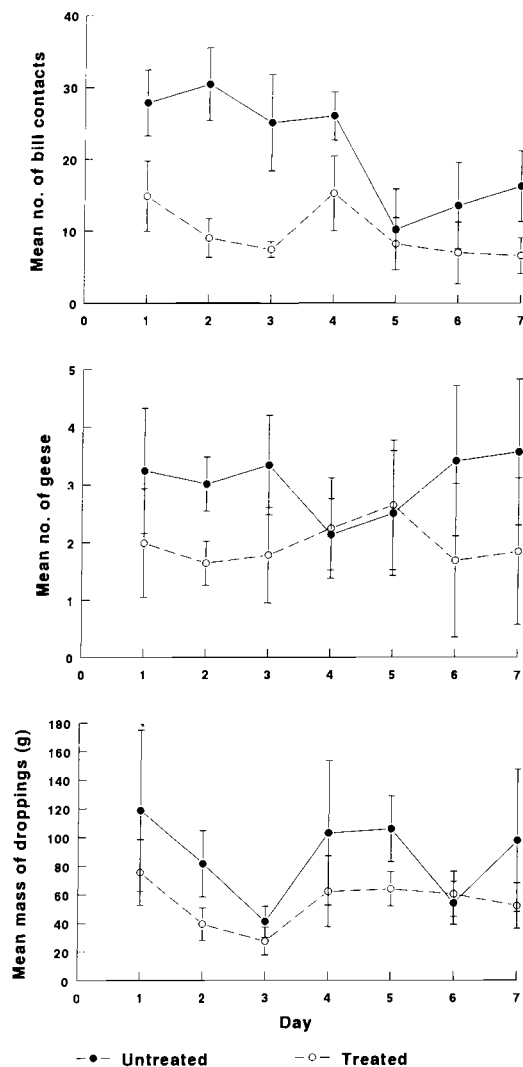 40
30
20
10
0
Mean no. of bill contacts
0 1 2 3 4 5 6 7
5
4
3
2
1
0
Mean no. of geese
0 1 2 3 4 5 6 7
180
160
140
120
100
80
60
40
20
0
Mean mass of droppings (g)
0 1 2 3 4 5 6 7
Day
Untreated Treated